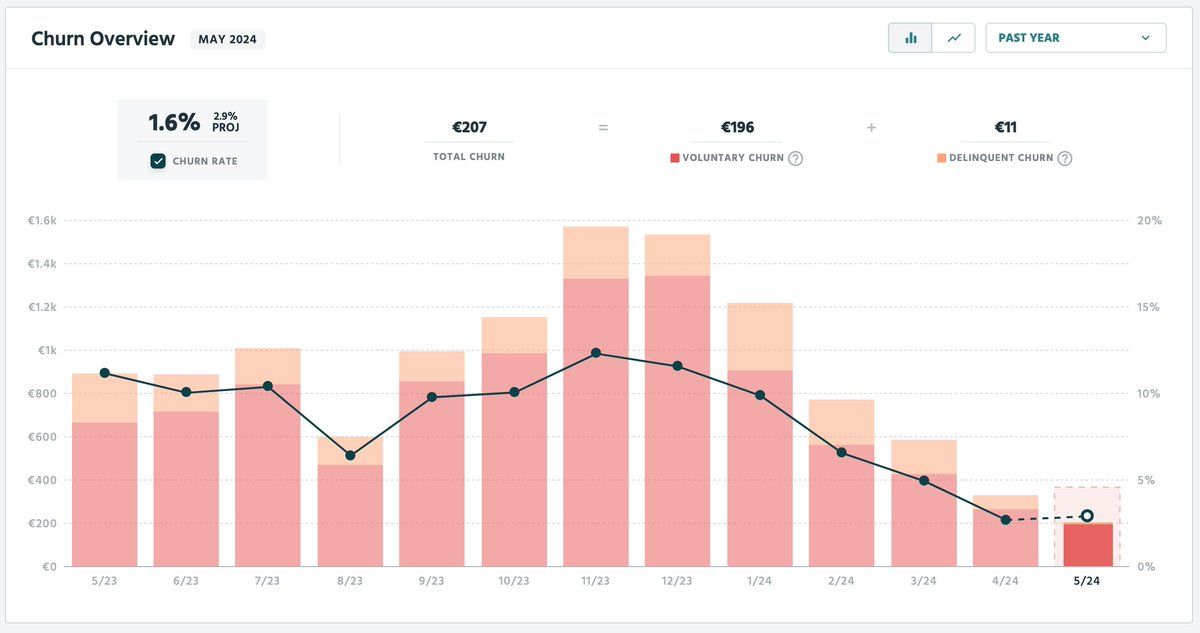 Churn Overview MAY 2024
PAST YEAR
1.6% 2.9% PROJ
CHURN RATE
€207
TOTAL CHURN
=
€196
VOLUNTARY CHURN ?
+
€11
DELINQUENT CHURN ?
€1.6k
€1.4k
€1.2k
€1k
€800
€600
€400
€200
€0
20%
15%
10%
5%
0%
5/23 6/23 7/23 8/23 9/23 10/23 11/23 12/23 1/24 2/24 3/24 4/24 5/24